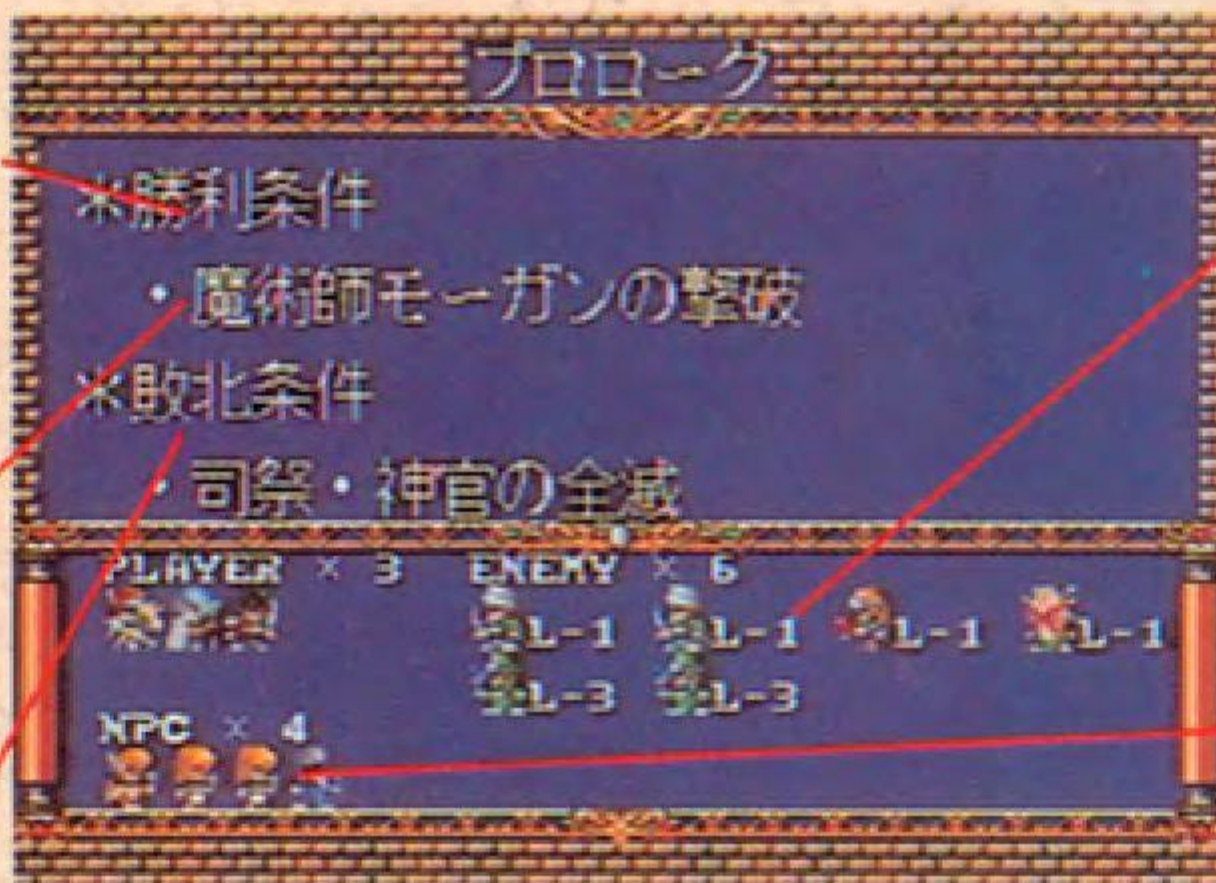 プロローグ
※勝利条件
・魔術師モーガンの撃破
※敗北条件
・司祭・神官の全滅
PLAYER × 3 ENEMY × 6
L-1 L-1 L-1 L-1
L-3 L-3
NPC × 4